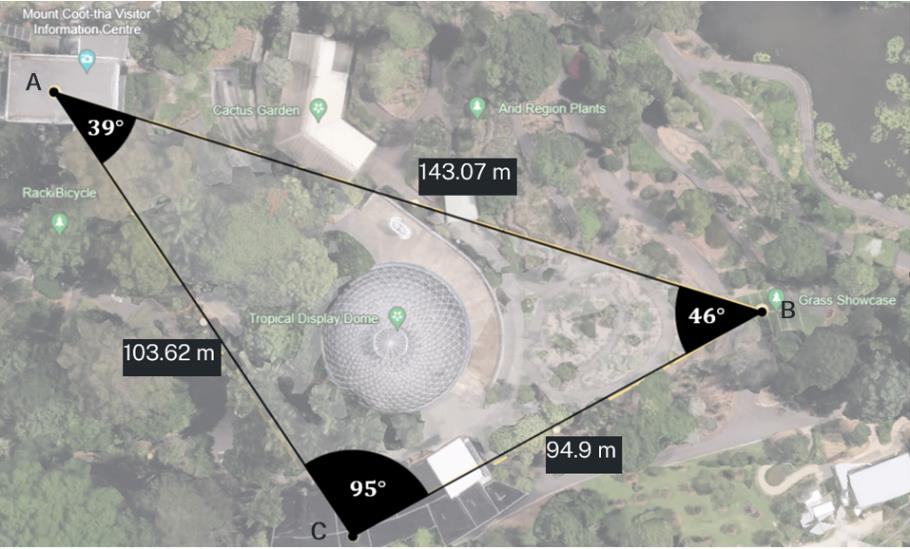 Mount Coot-tha Visitor
Information Centre
A
39°
Cactus Garden
Arid Region Plants
143.07 m
Rack Bicycle
Tropical Display Dome
46°
B
Grass Showcase
103.62 m
94.9 m
95°
C